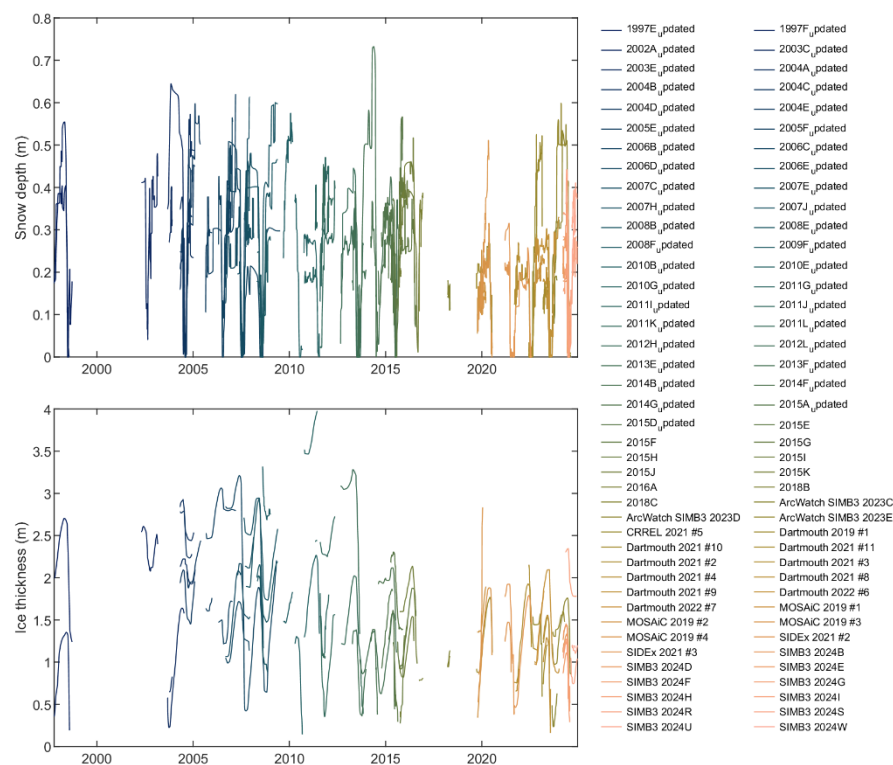 0.8
0.7
0.6
0.5
0.4
0.3
0.2
0.1
0
Snow depth (m)
2000 2005 2010 2015 2020
4
3.5
3
2.5
2
1.5
1
0.5
0
Ice thickness (m)
2000 2005 2010 2015 2020
1997E_updated 1997F_updated
2002A_updated 2003C_updated
2003E_updated 2004A_updated
2004B_updated 2004C_updated
2004D_updated 2004E_updated
2005E_updated 2005F_updated
2006B_updated 2006C_updated
2006D_updated 2006E_updated
2007C_updated 2007E_updated
2007H_updated 2007J_updated
2008B_updated 2008E_updated
2008F_updated 2009F_updated
2010B_updated 2010E_updated
2010G_updated 2011G_updated
2011I_updated 2011J_updated
2011K_updated 2011L_updated
2012H_updated 2012L_updated
2013E_updated 2013F_updated
2014B_updated 2014F_updated
2014G_updated 2015A_updated
2015D_updated 2015E
2015F 2015G
2015H 2015I
2015J 2015K
2016A 2018B
2018C ArcWatch SIMB3 2023C
ArcWatch SIMB3 2023D ArcWatch SIMB3 2023E
CRREL 2021 #5 Dartmouth 2019 #1
Dartmouth 2021 #10 Dartmouth 2021 #11
Dartmouth 2021 #2 Dartmouth 2021 #3
Dartmouth 2021 #4 Dartmouth 2021 #8
Dartmouth 2021 #9 Dartmouth 2022 #6
Dartmouth 2022 #7 MOSAiC 2019 #1
MOSAiC 2019 #2 MOSAiC 2019 #3
MOSAiC 2019 #4 SIDEx 2021 #2
SIDEx 2021 #3 SIMB3 2024B
SIMB3 2024D SIMB3 2024E
SIMB3 2024F SIMB3 2024G
SIMB3 2024H SIMB3 2024I
SIMB3 2024R SIMB3 2024S
SIMB3 2024U SIMB3 2024W